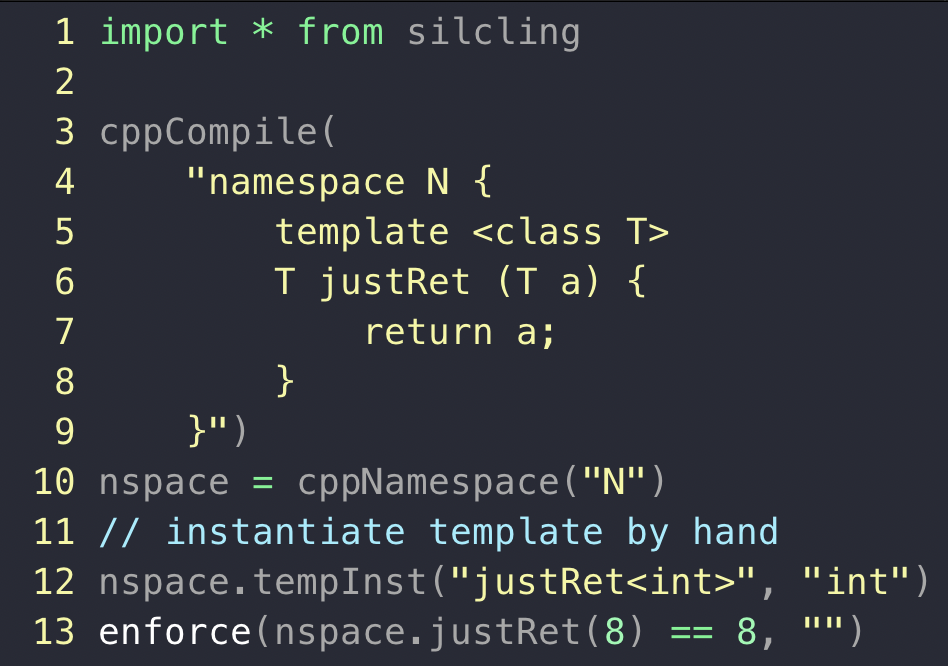 1 import * from silcling
2
3 cppCompile(
4     "namespace N {
5         template <class T>
6         T justRet (T a) {
7             return a;
8         }
9     }")
10 nspace = cppNamespace("N")
11 // instantiate template by hand
12 nspace.tempInst("justRet<int>", "int")
13 enforce(nspace.justRet(8) == 8, "")